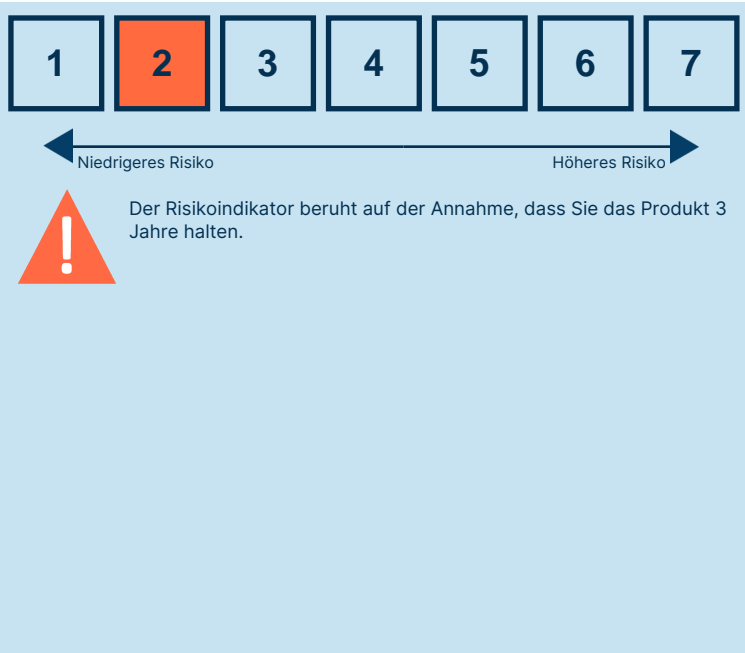 1 2 3 4 5 6 7
Niedrigeres Risiko Höheres Risiko
!
Der Risikoindikator beruht auf der Annahme, dass Sie das Produkt 3
Jahre halten.